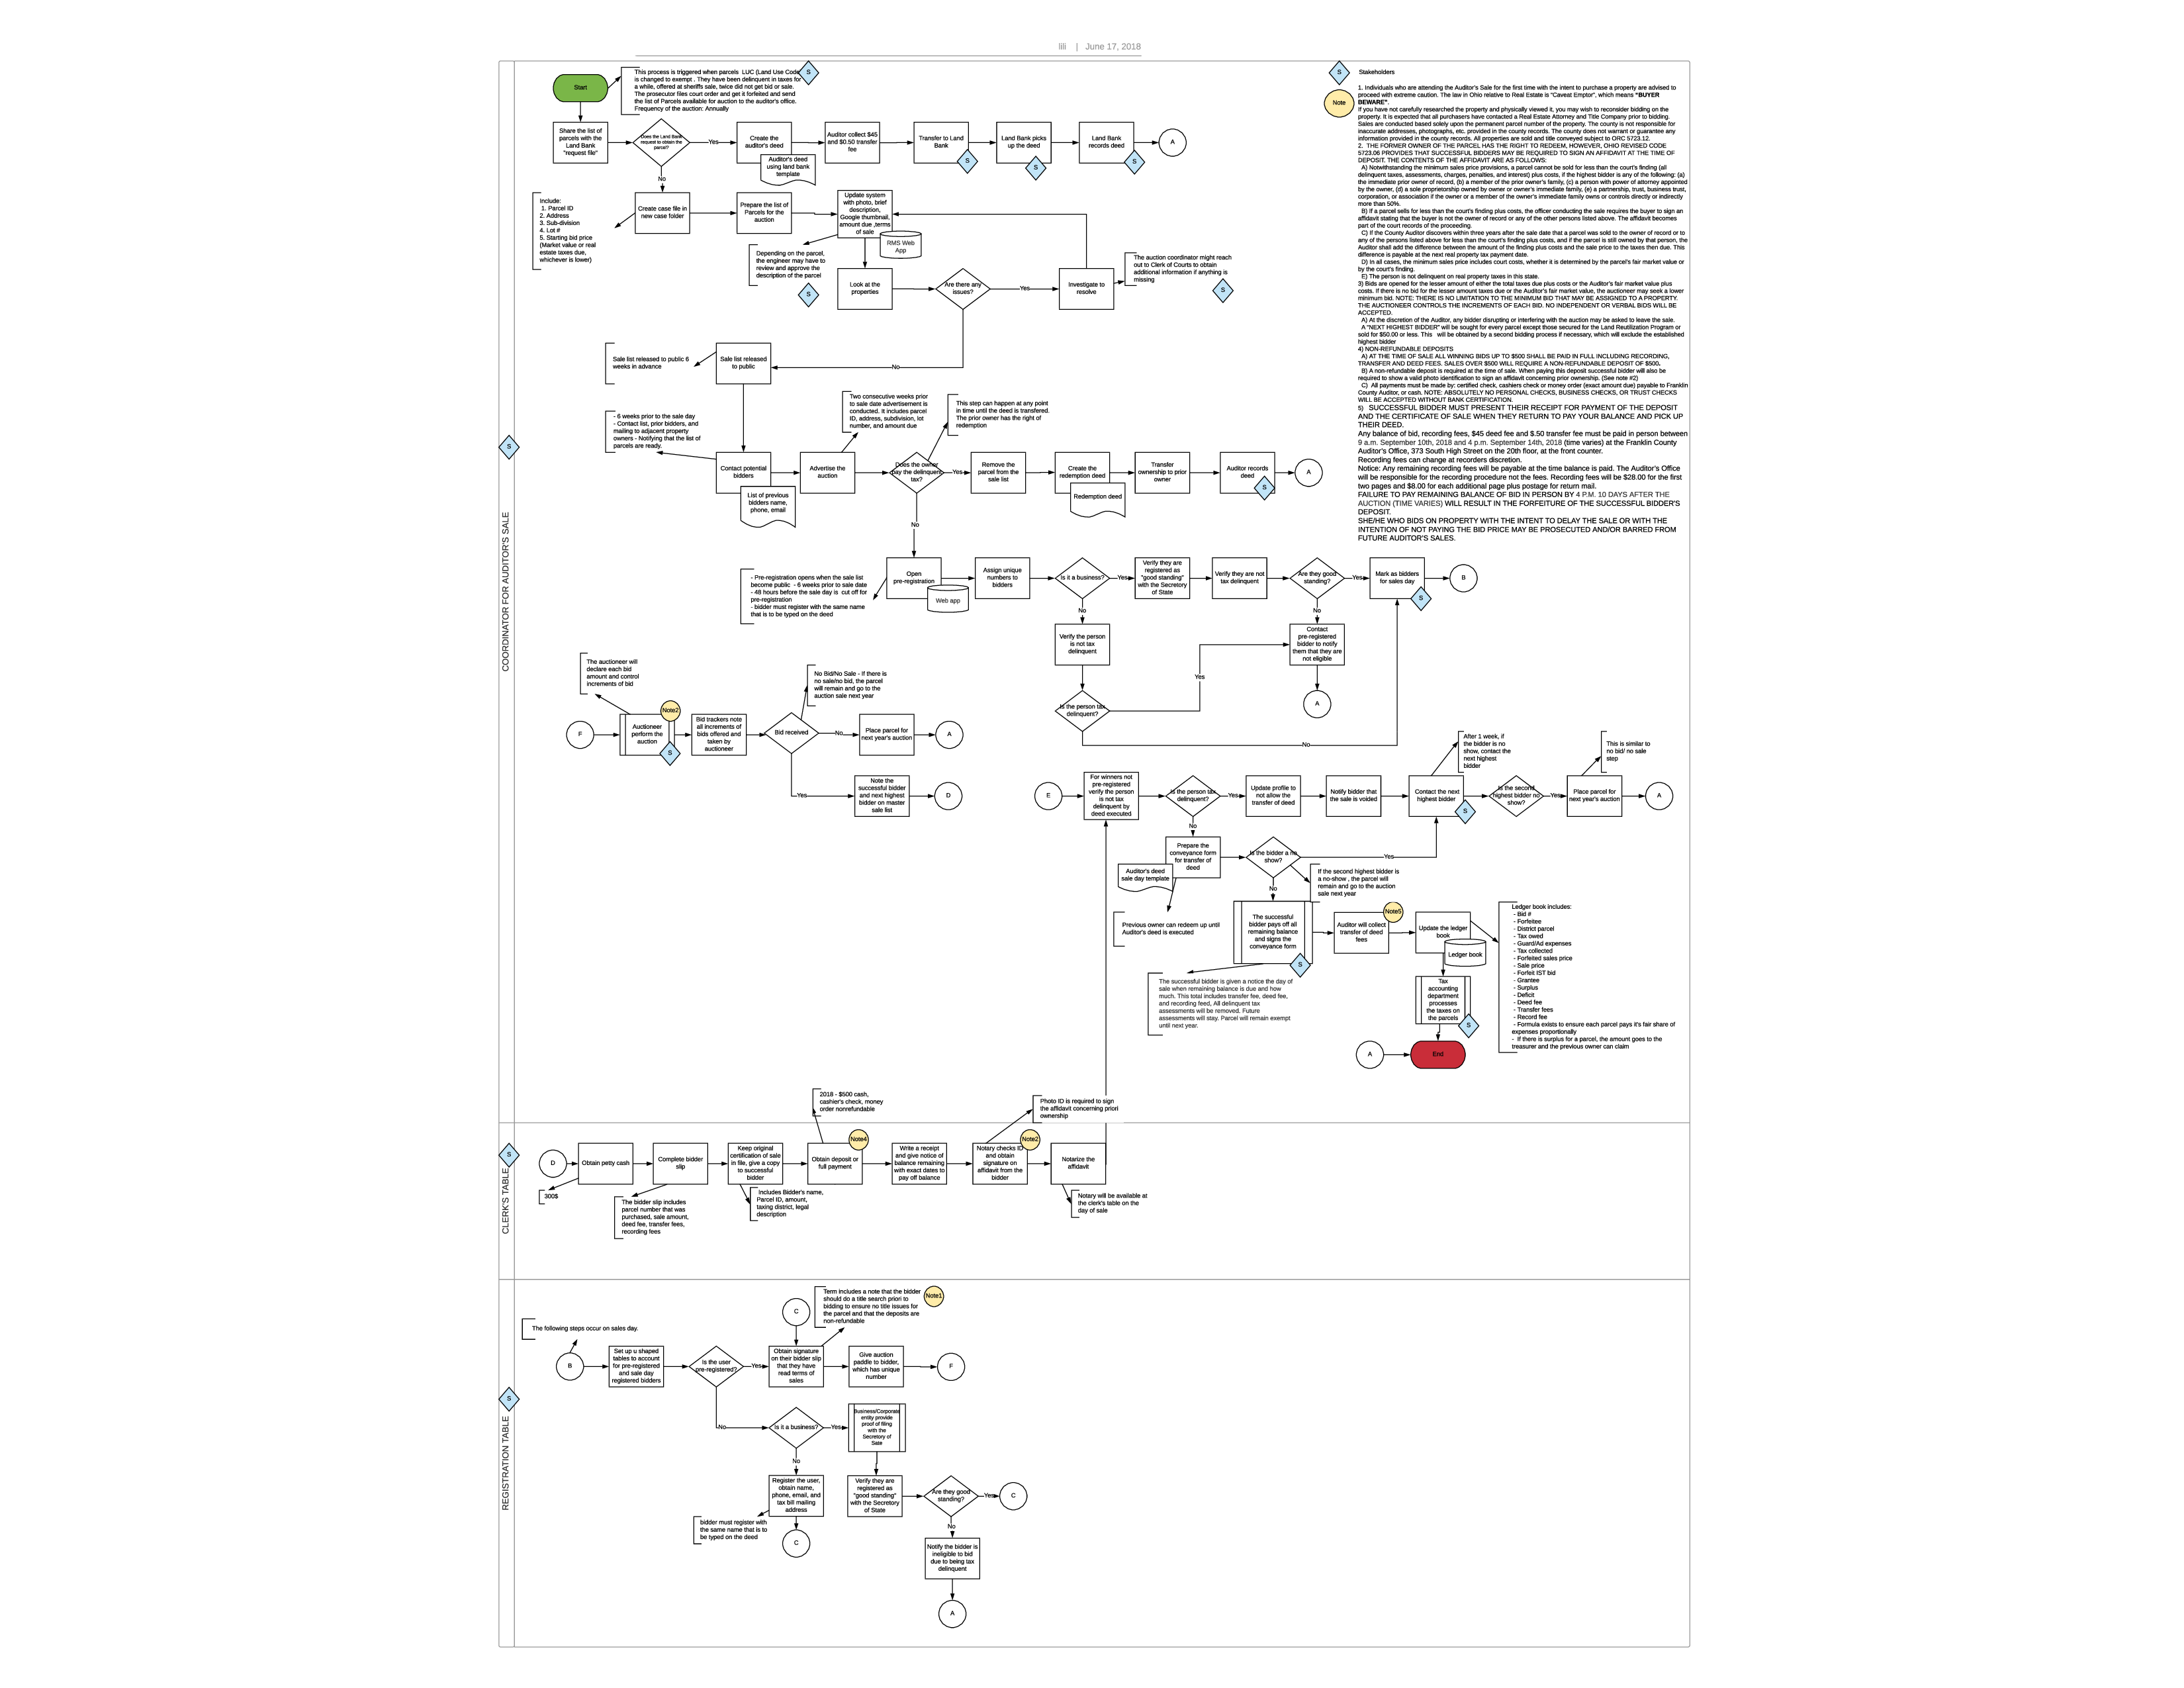 lili | June 17, 2018
Start
This process is triggered when parcels LUC (Land Use Code
is changed to exempt . They have been delinquent in taxes for
a while, offered at sheriffs sale, twice did not get bid or sale.
The prosecutor files court order and get it forfeited and send
the list of Parcels available for auction to the auditor's office.
Frequency of the auction: Annually
S
S
Stakeholders
Note
1. Individuals who are attending the Auditor's Sale for the first time with the intent to purchase a property are advised to
proceed with extreme caution. The law in Ohio relative to Real Estate is "Caveat Emptor", which means "BUYER
BEWARE".
If you have not carefully researched the property and physically viewed it, you may wish to reconsider bidding on the
property. It is expected that all purchasers have contacted a Real Estate Attorney and Title Company prior to bidding.
Sales are conducted based solely upon the permanent parcel number of the property. The county is not responsible for
inaccurate addresses, photographs, etc. provided in the county records. The county does not warrant or guarantee any
information provided in the county records. All properties are sold and title conveyed subject to ORC 5723.12.
2. THE FORMER OWNER OF THE PARCEL HAS THE RIGHT TO REDEEM, HOWEVER, OHIO REVISED CODE
5723.06 PROVIDES THAT SUCCESSFUL BIDDERS MAY BE REQUIRED TO SIGN AN AFFIDAVIT AT THE TIME OF
DEPOSIT. THE CONTENTS OF THE AFFIDAVIT ARE AS FOLLOWS:
A) Notwithstanding the minimum sales price provisions, a parcel cannot be sold for less than the court's finding (all
delinquent taxes, assessments, charges, penalties, and interest) plus costs, if the highest bidder is any of the following: (a)
the immediate prior owner of record, (b) a member of the prior owner's family, (c) a person with power of attorney appointed
by the owner, (d) a sole proprietorship owned by owner or owner's immediate family, (e) a partnership, trust, business trust,
corporation, or association if the owner or a member of the owner's immediate family owns or controls directly or indirectly
more than 50%.
B) If a parcel sells for less than the court's finding plus costs, the officer conducting the sale requires the buyer to sign an
affidavit stating that the buyer is not the owner of record or any of the other persons listed above. The affidavit becomes
part of the court records of the proceeding.
C) If the County Auditor discovers within three years after the sale date that a parcel was sold to the owner of record or to
any of the persons listed above for less than the court's finding plus costs, and if the parcel is still owned by that person, the
Auditor shall add the difference between the amount of the finding plus costs and the sale price to the taxes then due. This
difference is payable at the next real property tax payment date.
D) In all cases, the minimum sales price includes court costs, whether it is determined by the parcel's fair market value or
by the court's finding.
E) The person is not delinquent on real property taxes in this state.
3) Bids are opened for the lesser amount of either the total taxes due plus costs or the Auditor's fair market value plus
costs. If there is no bid for the lesser amount taxes due or the Auditor's fair market value, the auctioneer may seek a lower
minimum bid. NOTE: THERE IS NO LIMITATION TO THE MINIMUM BID THAT MAY BE ASSIGNED TO A PROPERTY.
THE AUCTIONEER CONTROLS THE INCREMENTS OF EACH BID. NO INDEPENDENT OR VERBAL BIDS WILL BE
ACCEPTED.
A) At the discretion of the Auditor, any bidder disrupting or interfering with the auction may be asked to leave the sale.
A "NEXT HIGHEST BIDDER" will be sought for every parcel except those secured for the Land Reutilization Program or
sold for $50.00 or less. This will be obtained by a second bidding process if necessary, which will exclude the established
highest bidder
4) NON-REFUNDABLE DEPOSITS
A) AT THE TIME OF SALE ALL WINNING BIDS UP TO $500 SHALL BE PAID IN FULL INCLUDING RECORDING,
TRANSFER AND DEED FEES. SALES OVER $500 WILL REQUIRE A NON-REFUNDABLE DEPOSIT OF $500,
B) A non-refundable deposit is required at the time of sale. When paying this deposit successful bidder will also be
required to show a valid photo identification to sign an affidavit concerning prior ownership. (See note #2)
C) All payments must be made by: certified check, cashiers check or money order (exact amount due) payable to Franklin
County Auditor, or cash. NOTE: ABSOLUTELY NO PERSONAL CHECKS, BUSINESS CHECKS, OR TRUST CHECKS
WILL BE ACCEPTED WITHOUT BANK CERTIFICATION.
5) SUCCESSFUL BIDDER MUST PRESENT THEIR RECEIPT FOR PAYMENT OF THE DEPOSIT
AND THE CERTIFICATE OF SALE WHEN THEY RETURN TO PAY YOUR BALANCE AND PICK UP
THEIR DEED.
Any balance of bid, recording fees, $45 deed fee and $.50 transfer fee must be paid in person between
9 a.m. September 10th, 2018 and 4 p.m. September 14th, 2018 (time varies) at the Franklin County
Auditor's Office, 373 South High Street on the 20th floor, at the front counter.
Recording fees can change at recorders discretion.
Notice: Any remaining recording fees will be payable at the time balance is paid. The Auditor's Office
will be responsible for the recording procedure not the fees. Recording fees will be $28.00 for the first
two pages and $8.00 for each additional page plus postage for return mail.
FAILURE TO PAY REMAINING BALANCE OF BID IN PERSON BY 4 P.M. 10 DAYS AFTER THE
AUCTION (TIME VARIES) WILL RESULT IN THE FORFEITURE OF THE SUCCESSFUL BIDDER'S
DEPOSIT.
SHE/HE WHO BIDS ON PROPERTY WITH THE INTENT TO DELAY THE SALE OR WITH THE
INTENTION OF NOT PAYING THE BID PRICE MAY BE PROSECUTED AND/OR BARRED FROM
FUTURE AUDITOR'S SALES.
Share the list of
parcels with the
Land Bank
"request file"
Does the Land Bank
request to obtain the
parcel?
Yes
Create the
auditor's deed
Auditor's deed
using land bank
template
Auditor collect $45
and $0.50 transfer
fee
Transfer to Land
Bank
S
Land Bank picks
up the deed
S
Land Bank
records deed
S
A
No
Include:
1. Parcel ID
2. Address
3. Sub-division
4. Lot #
5. Starting bid price
(Market value or real
estate taxes due,
whichever is lower)
Create case file in
new case folder
Prepare the list of
Parcels for the
auction
Update system
with photo, brief
description,
Google thumbnail,
amount due ,terms
of sale
RMS Web
App
Depending on the parcel,
the engineer may have to
review and approve the
description of the parcel
S
Look at the
properties
Are there any
issues?
Yes
Investigate to
resolve
The auction coordinator might reach
out to Clerk of Courts to obtain
additional information if anything is
missing
S
No
Sale list released to public 6
weeks in advance
Sale list released
to public
- 6 weeks prior to the sale day
- Contact list, prior bidders, and
mailing to adjacent property
owners - Notifying that the list of
parcels are ready.
Two consecutive weeks prior
to sale date advertisement is
conducted. It includes parcel
ID, address, subdivision, lot
number, and amount due
This step can happen at any point
in time until the deed is transferred.
The prior owner has the right of
redemption
S
COORDINATOR FOR AUDITOR'S SALE
Contact potential
bidders
List of previous
bidders name,
phone, email
Advertise the
auction
Does the owner
pay the delinquent
tax?
Yes
Remove the
parcel from the
sale list
Create the
redemption deed
Redemption deed
Transfer
ownership to prior
owner
Auditor records
deed
S
A
No
- Pre-registration opens when the sale list
become public - 6 weeks prior to sale date
- 48 hours before the sale day is cut off for
pre-registration
- bidder must register with the same name
that is to be typed on the deed
Open
pre-registration
Web app
Assign unique
numbers to
bidders
Is it a business?
Yes
Verify they are
registered as
"good standing"
with the Secretary
of State
Verify they are not
tax delinquent
Are they good
standing?
Yes
Mark as bidders
for sales day
S
B
No
No
Verify the person
is not tax
delinquent
Contact
pre-registered
bidder to notify
them that they are
not eligible
Yes
Is the person tax
delinquent?
A
No
The auctioneer will
declare each bid
amount and control
increments of bid
No Bid/No Sale - If there is
no sale/no bid, the parcel
will remain and go to the
auction sale next year
F
Auctioneer
perform the
auction
Note2
S
Bid trackers note
all increments of
bids offered and
taken by
auctioneer
Bid received
No
Place parcel for
next year's auction
A
Yes
Note the
successful bidder
and next highest
bidder on master
sale list
D
After 1 week, if
the bidder is no
show, contact the
next highest
bidder
This is similar to
no bid/ no sale
step
E
For winners not
pre-registered
verify the person
is not tax
delinquent by
deed executed
Is the person tax
delinquent?
Yes
Update profile to
not allow the
transfer of deed
Notify bidder that
the sale is voided
Contact the next
highest bidder
S
Is the second
highest bidder no
show?
Yes
Place parcel for
next year's auction
A
No
Prepare the
conveyance form
for transfer of
deed
Auditor's deed
sale day template
Is the bidder a no
show?
Yes
If the second highest bidder is
a no-show , the parcel will
remain and go to the auction
sale next year
No
Previous owner can redeem up until
Auditor's deed is executed
The successful
bidder pays off all
remaining balance
and signs the
conveyance form
S
Auditor will collect
transfer of deed
fees
Note5
Update the ledger
book
Ledger book
Ledger book includes:
- Bid #
- Forfeitee
- District parcel
- Tax owed
- Guard/Ad expenses
- Tax collected
- Forfeited sales price
- Sale price
- Forfeit IST bid
- Grantee
- Surplus
- Deficit
- Deed fee
- Transfer fees
- Record fee
- Formula exists to ensure each parcel pays it's fair share of
expenses proportionally
- If there is surplus for a parcel, the amount goes to the
treasurer and the previous owner can claim
The successful bidder is given a notice the day of
sale when remaining balance is due and how
much. This total includes transfer fee, deed fee,
and recording feed, All delinquent tax
assessments will be removed. Future
assessments will stay. Parcel will remain exempt
until next year.
Tax
accounting
department
processes
the taxes on
the parcels
S
A
End
2018 - $500 cash,
cashier's check, money
order nonrefundable
Photo ID is required to sign
the affidavit concerning priori
ownership
S
CLERK'S TABLE
D
Obtain petty cash
300$
Complete bidder
slip
The bidder slip includes
parcel number that was
purchased, sale amount,
deed fee, transfer fees,
recording fees
Keep original
certification of sale
in file, give a copy
to successful
bidder
Includes Bidder's name,
Parcel ID, amount,
taxing district, legal
description
Note4
Obtain deposit or
full payment
Write a receipt
and give notice of
balance remaining
with exact dates to
pay off balance
Note2
Notary checks ID
and obtain
signature on
affidavit from the
bidder
Notarize the
affidavit
Notary will be available at
the clerk's table on the
day of sale
S
REGISTRATION TABLE
The following steps occur on sales day.
C
Term includes a note that the bidder
should do a title search priori to
bidding to ensure no title issues for
the parcel and that the deposits are
non-refundable
Note1
B
Set up u shaped
tables to account
for pre-registered
and sale day
registered bidders
Is the user
pre-registered?
Yes
Obtain signature
on their bidder slip
that they have
read terms of
sales
Give auction
paddle to bidder,
which has unique
number
F
No
Is it a business?
Yes
Business/Corporate
entity provide
proof of filing
with the
Secretary of
Sate
No
Register the user,
obtain name,
phone, email, and
tax bill mailing
address
bidder must register with
the same name that is to
be typed on the deed
C
Verify they are
registered as
"good standing"
with the Secretary
of State
Are they good
standing?
Yes
C
No
Notify the bidder is
ineligible to bid
due to being tax
delinquent
A